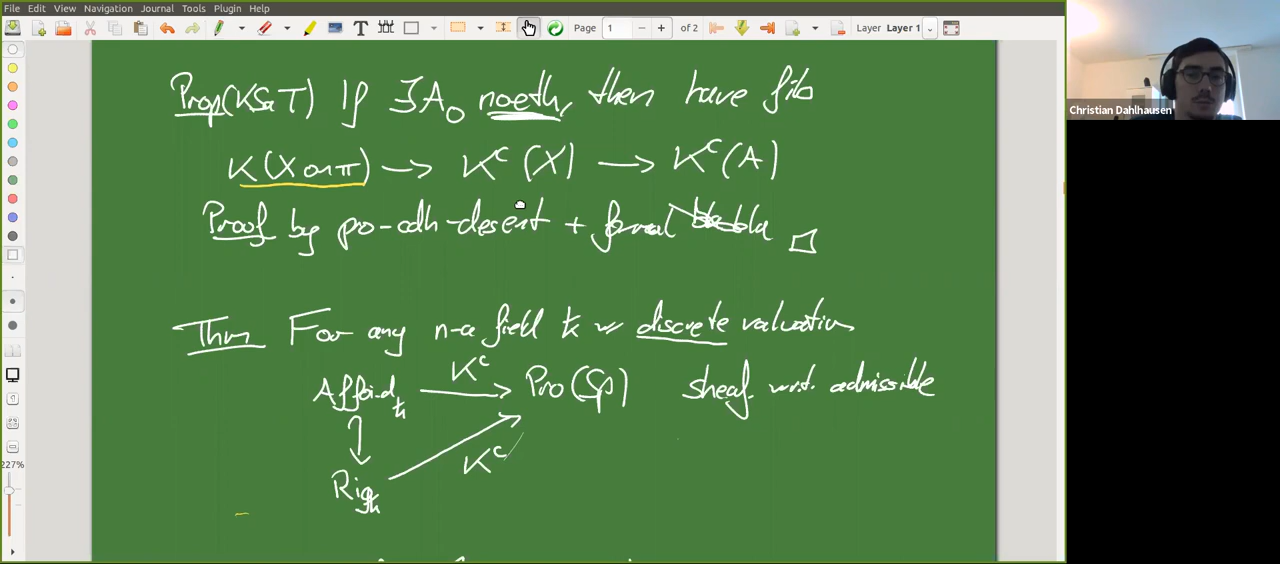 File Edit View Navigation Journal Tools Plugin Help
Page 1 of 2 Layer Layer 1
Christian Dahlhausen
Prop (KST) If ∃ A₀ noeth, then have fib
K(X on π) → Kᶜ(X) → Kᶜ(A)
Proof by pro-cdh-descent + formal □
Thm For any n-a field k w discrete valuation
Affoid_k Kᶜ→ Pro(Sp) sheaf w.r.t. admissible
Kᶜ
Rig_k
227%